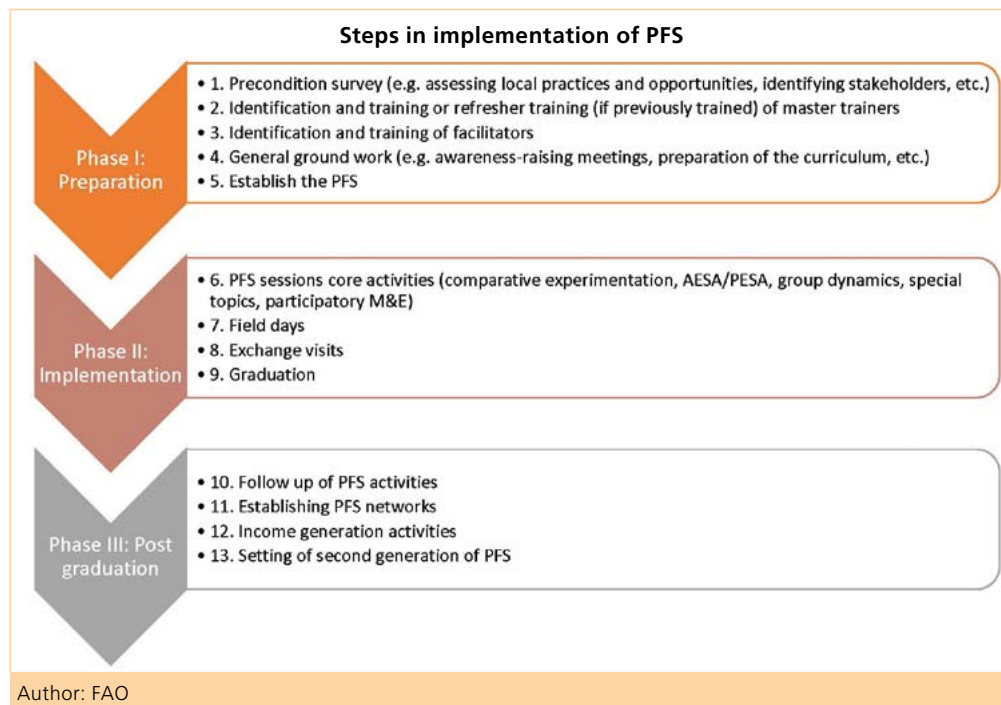 Steps in implementation of PFS
Phase I:
Preparation
• 1. Precondition survey (e.g. assessing local practices and opportunities, identifying stakeholders, etc.)
• 2. Identification and training or refresher training (if previously trained) of master trainers
• 3. Identification and training of facilitators
• 4. General ground work (e.g. awareness-raising meetings, preparation of the curriculum, etc.)
• 5. Establish the PFS
Phase II:
Implementation
• 6. PFS sessions core activities (comparative experimentation, AESA/PESA, group dynamics, special
topics, participatory M&E)
• 7. Field days
• 8. Exchange visits
• 9. Graduation
Phase III: Post
graduation
• 10. Follow up of PFS activities
• 11. Establishing PFS networks
• 12. Income generation activities
• 13. Setting of second generation of PFS
Author: FAO